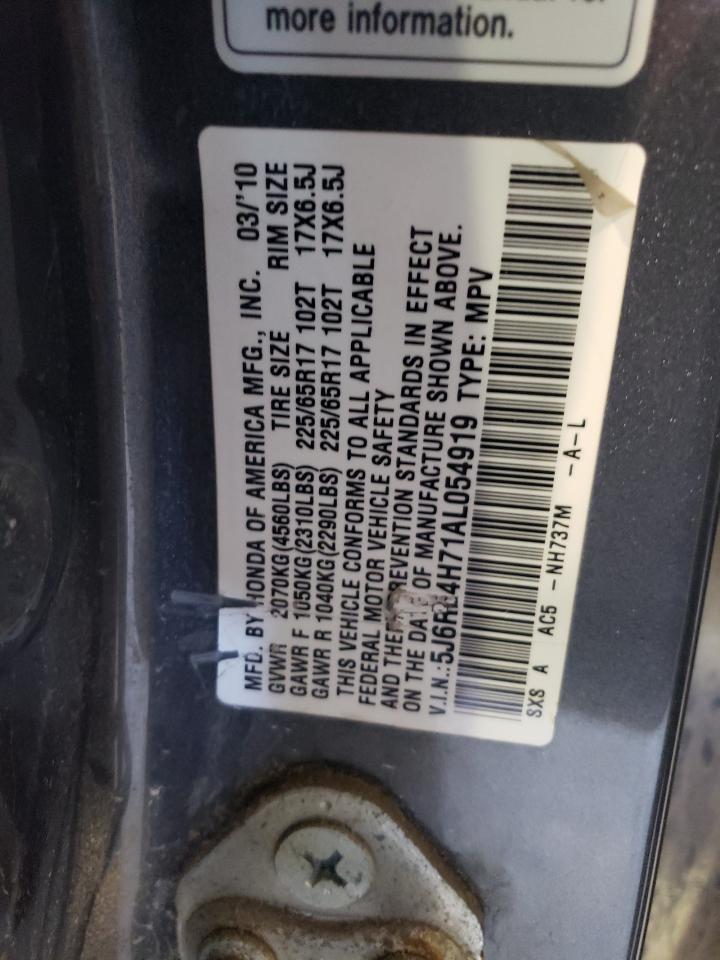 more information.
MFD. BY HONDA OF AMERICA MFG., INC. 03/'10
GVWR 2070KG(4560LBS) TIRE SIZE RIM SIZE
GAWR F 1050KG(2310LBS) 225/65R17 102T 17X6.5J
GAWR R 1040KG(2290LBS) 225/65R17 102T 17X6.5J
THIS VEHICLE CONFORMS TO ALL APPLICABLE
FEDERAL MOTOR VEHICLE SAFETY
AND THEFT PREVENTION STANDARDS IN EFFECT
ON THE DATE OF MANUFACTURE SHOWN ABOVE.
V.I.N.: TYPE: MPV
SXS A AC5 -NH737M -A-L